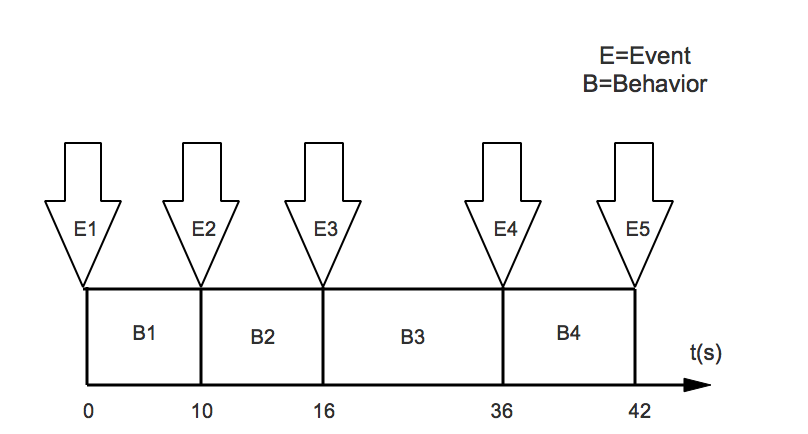 E=Event
B=Behavior
E1 E2 E3 E4 E5
B1 B2 B3 B4
t(s)
0 10 16 36 42